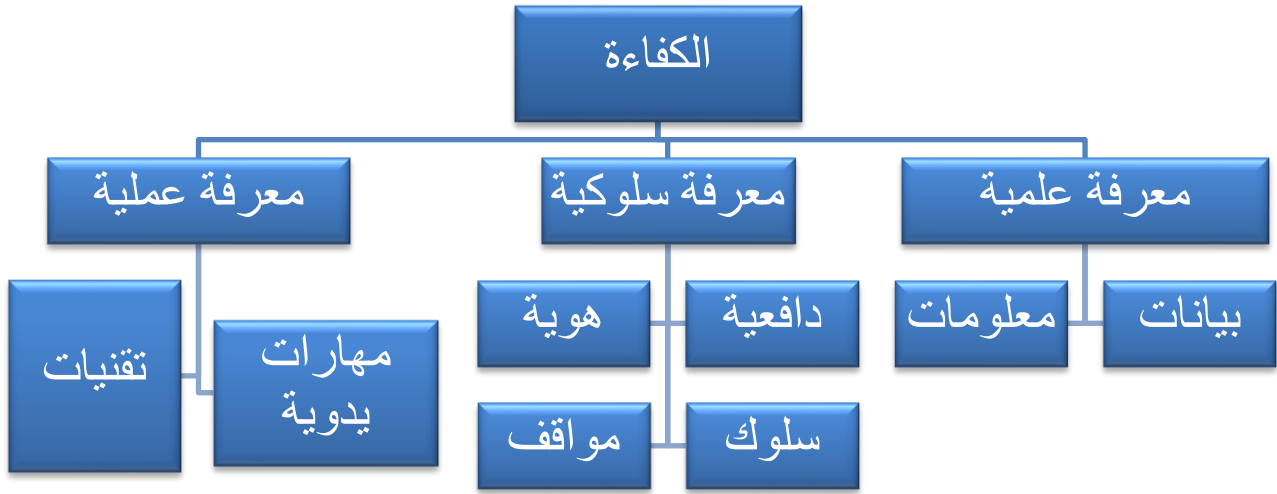 الكفاءة
معرفة علمية
معرفة سلوكية
معرفة عملية
بيانات
معلومات
دافعية
هوية
سلوك
مواقف
مهارات
يدوية
تقنيات